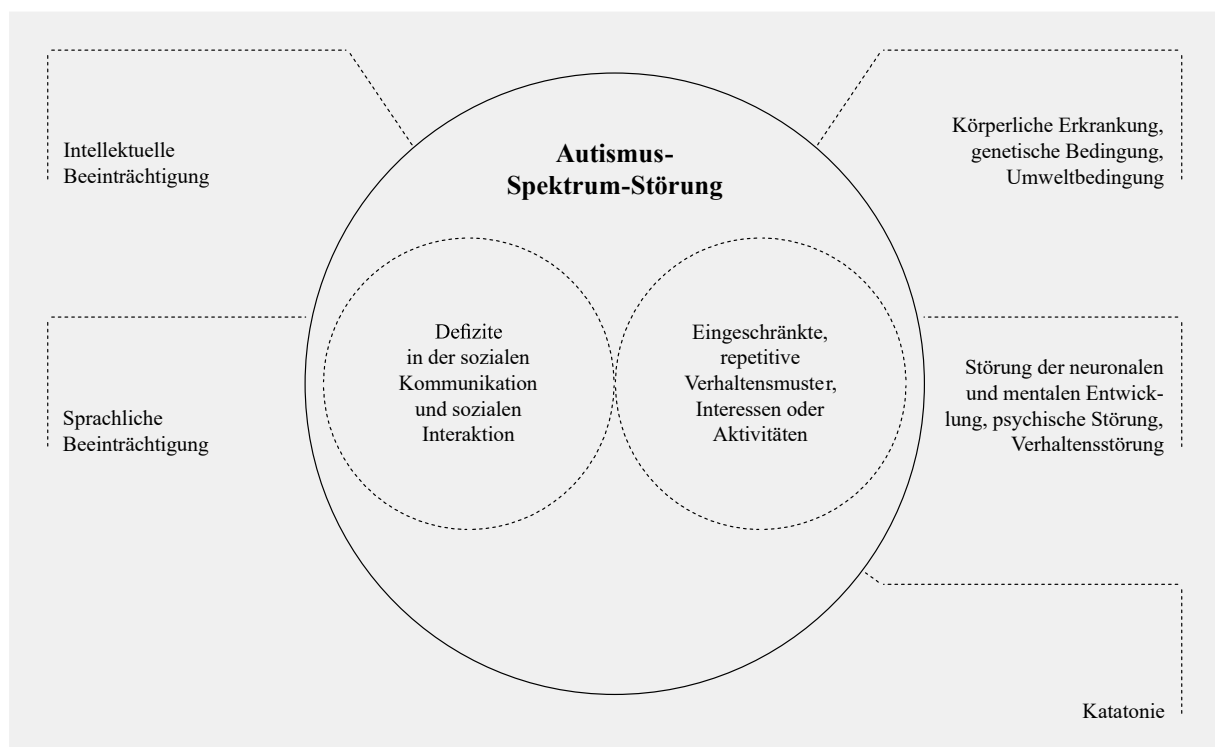 Autismus-
Spektrum-Störung
Intellektuelle
Beeinträchtigung
Körperliche Erkrankung,
genetische Bedingung,
Umweltbedingung
Defizite
in der sozialen
Kommunikation
und sozialen
Interaktion
Eingeschränkte,
repetitive
Verhaltensmuster,
Interessen oder
Aktivitäten
Sprachliche
Beeinträchtigung
Störung der neuronalen
und mentalen Entwick-
lung, psychische Störung,
Verhaltensstörung
Katatonie